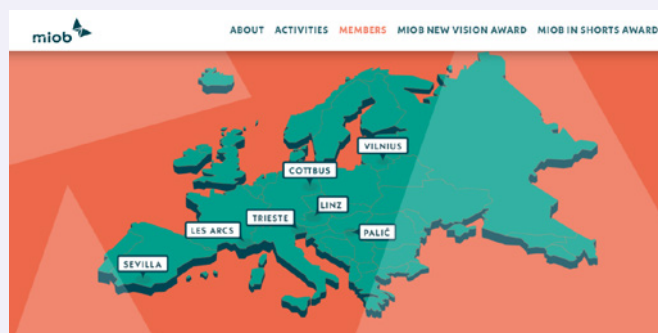 miob
ABOUT ACTIVITIES MEMBERS MIOB NEW VISION AWARD MIOB IN SHORTS AWARD
VILNIUS
COTTBUS
LINZ
TRIESTE
LES ARCS
PALIĆ
SEVILLA